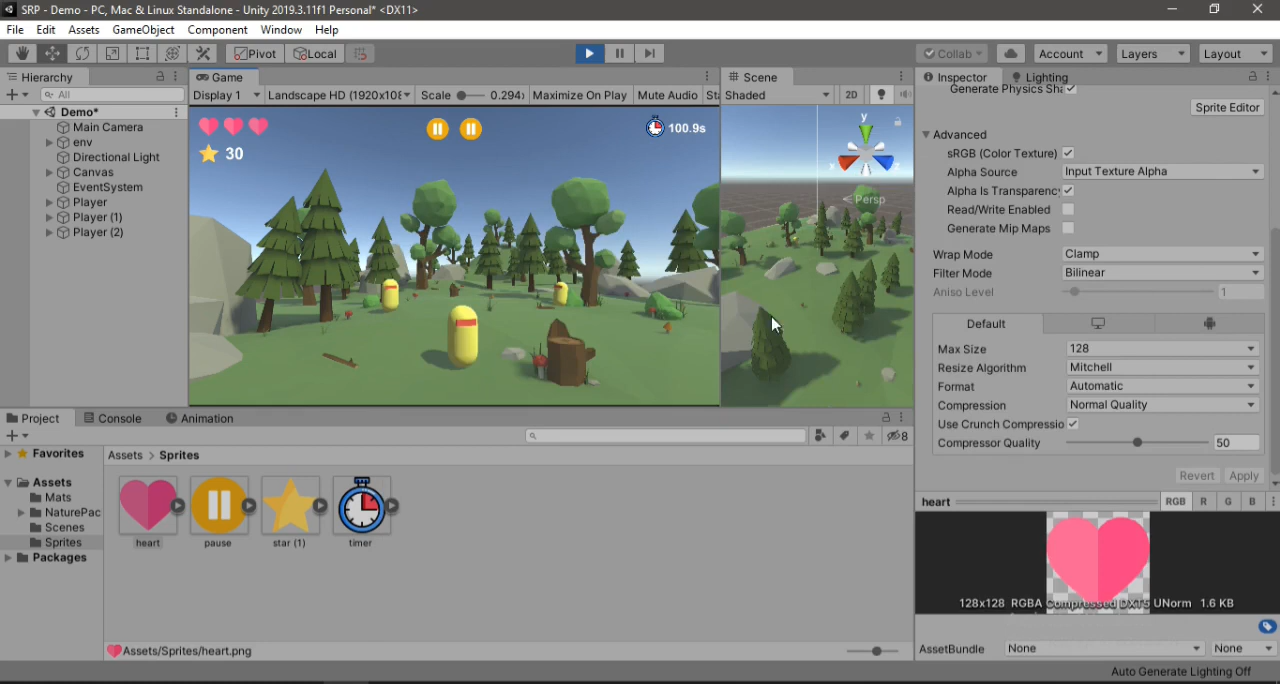 SRP - Demo - PC, Mac & Linux Standalone - Unity 2019.3.11f1 Personal* <DX11>
File Edit Assets GameObject Component Window Help
Pivot Local Collab Account Layers Layout
Hierarchy
All
Demo*
Main Camera
env
Directional Light
Canvas
EventSystem
Player
Player (1)
Player (2)
Game
Display 1 Landscape HD (1920x108 Scale 0.294x Maximize On Play Mute Audio Sta
100.9s
30
Scene
Shaded 2D
y
x z
Persp
Inspector Lighting
Generate Physics Sha
Sprite Editor
Advanced
sRGB (Color Texture)
Alpha Source Input Texture Alpha
Alpha Is Transparency
Read/Write Enabled
Generate Mip Maps
Wrap Mode Clamp
Filter Mode Bilinear
Aniso Level 1
Default
Max Size 128
Resize Algorithm Mitchell
Format Automatic
Compression Normal Quality
Use Crunch Compressio
Compressor Quality 50
Revert Apply
heart RGB R G B
128x128 RGBA Compressed DXT5 UNorm 1.6 KB
AssetBundle None None
Project Console Animation
8
Favorites
Assets
Mats
NaturePac
Scenes
Sprites
Packages
Assets > Sprites
heart pause star (1) timer
Assets/Sprites/heart.png
Auto Generate Lighting Off